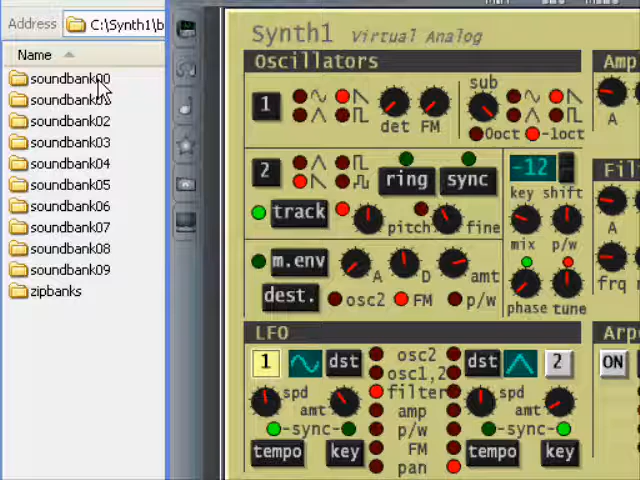 Address C:\Synth1\b
Name
soundbank00
soundbank01
soundbank02
soundbank03
soundbank04
soundbank05
soundbank06
soundbank07
soundbank08
soundbank09
zipbanks
Synth1 Virtual Analog
Oscillators
1
det FM
sub
0oct -1oct
2
ring sync
track
pitch fine
-12
key shift
mix p/w
phase tune
m.env
A D amt
dest. osc2 FM p/w
LFO
1 dst
osc2
osc1,2
filter
amp
p/w
FM
pan
dst 2
spd
amt
-sync-
tempo key
spd
amt
-sync-
tempo key
Amp
A
Fil
A
frq
Arp
ON